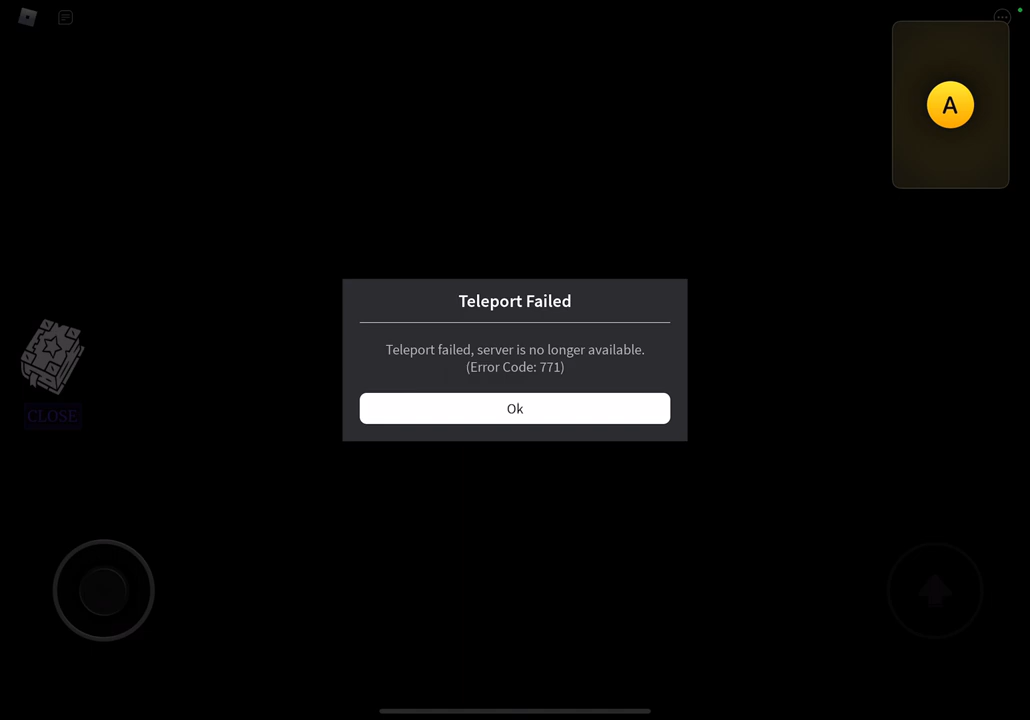 A
Teleport Failed
Teleport failed, server is no longer available.
(Error Code: 771)
Ok
CLOSE